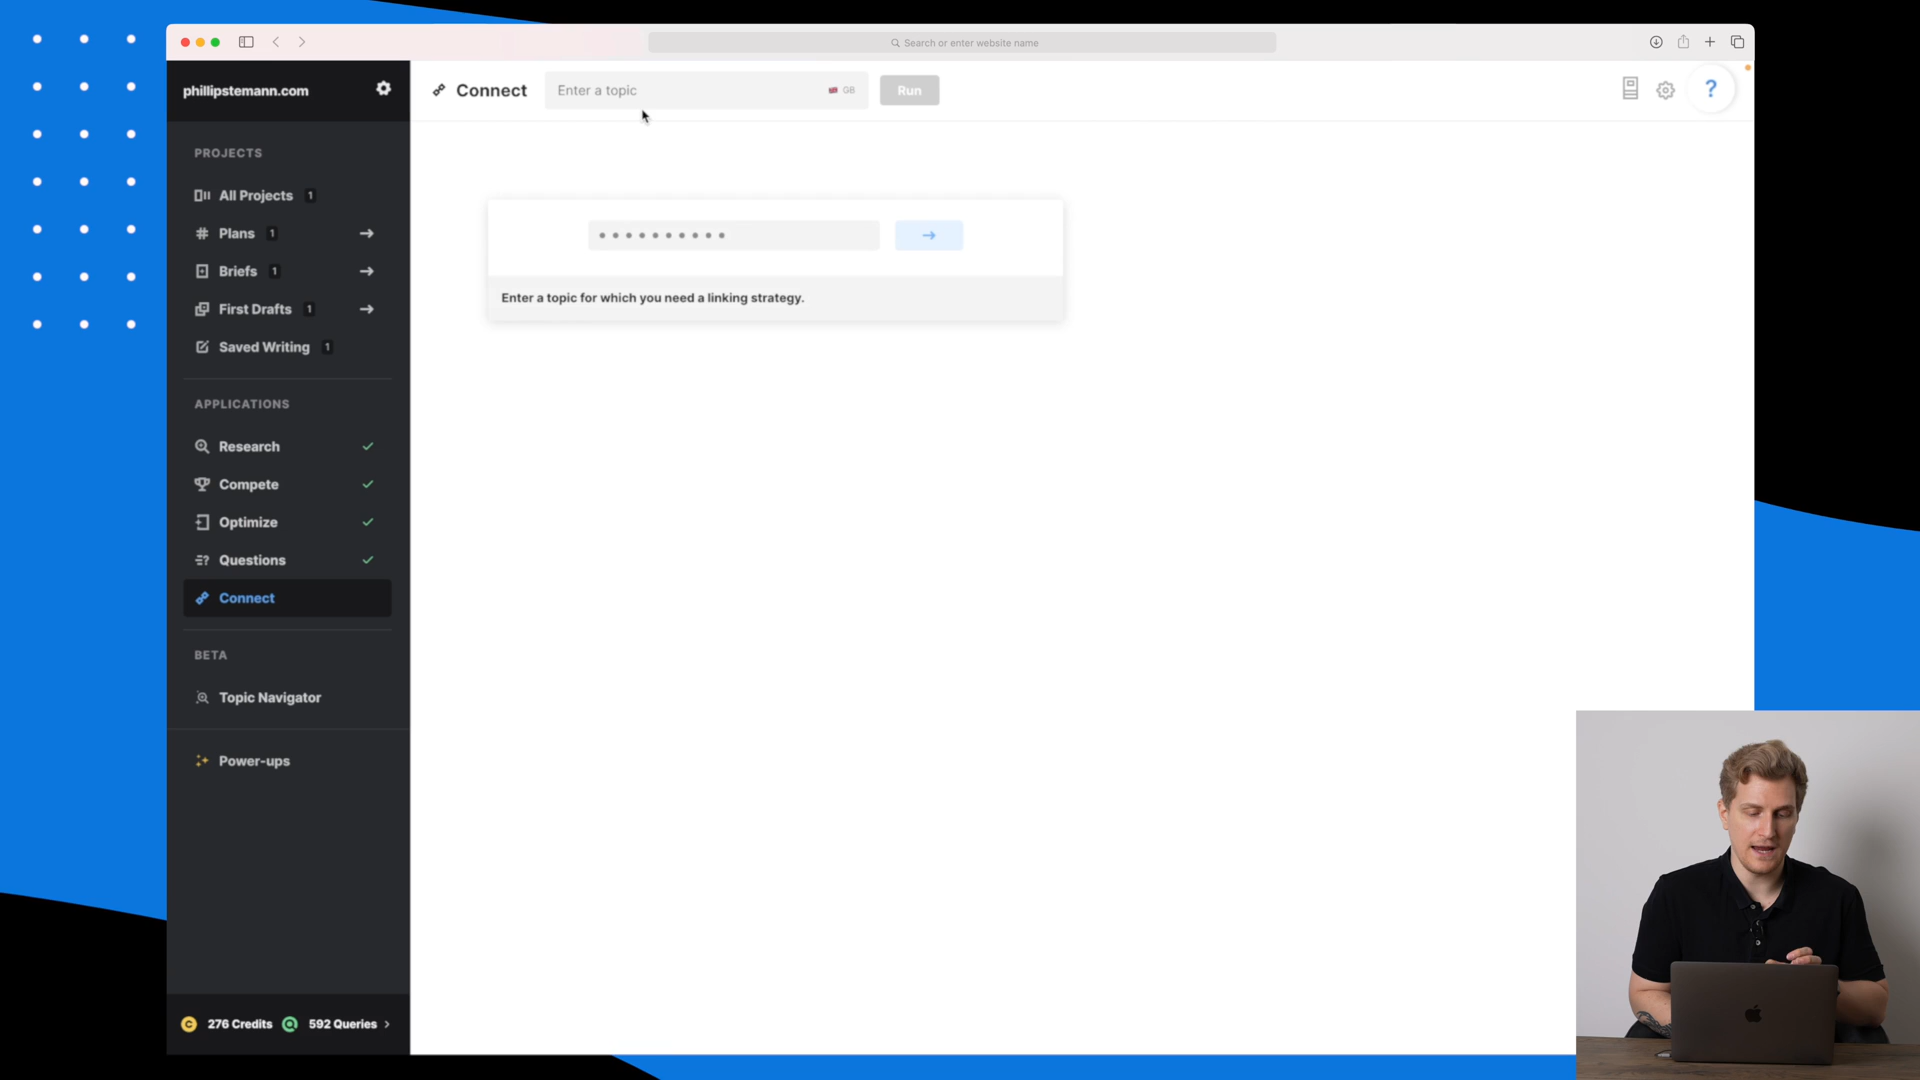 Search or enter website name
phillipstemann.com
Connect
Enter a topic
GB
Run
?
PROJECTS
All Projects 1
Plans 1
Briefs 1
First Drafts 1
Saved Writing 1
Enter a topic for which you need a linking strategy.
APPLICATIONS
Research
Compete
Optimize
Questions
Connect
BETA
Topic Navigator
Power-ups
276 Credits
592 Queries